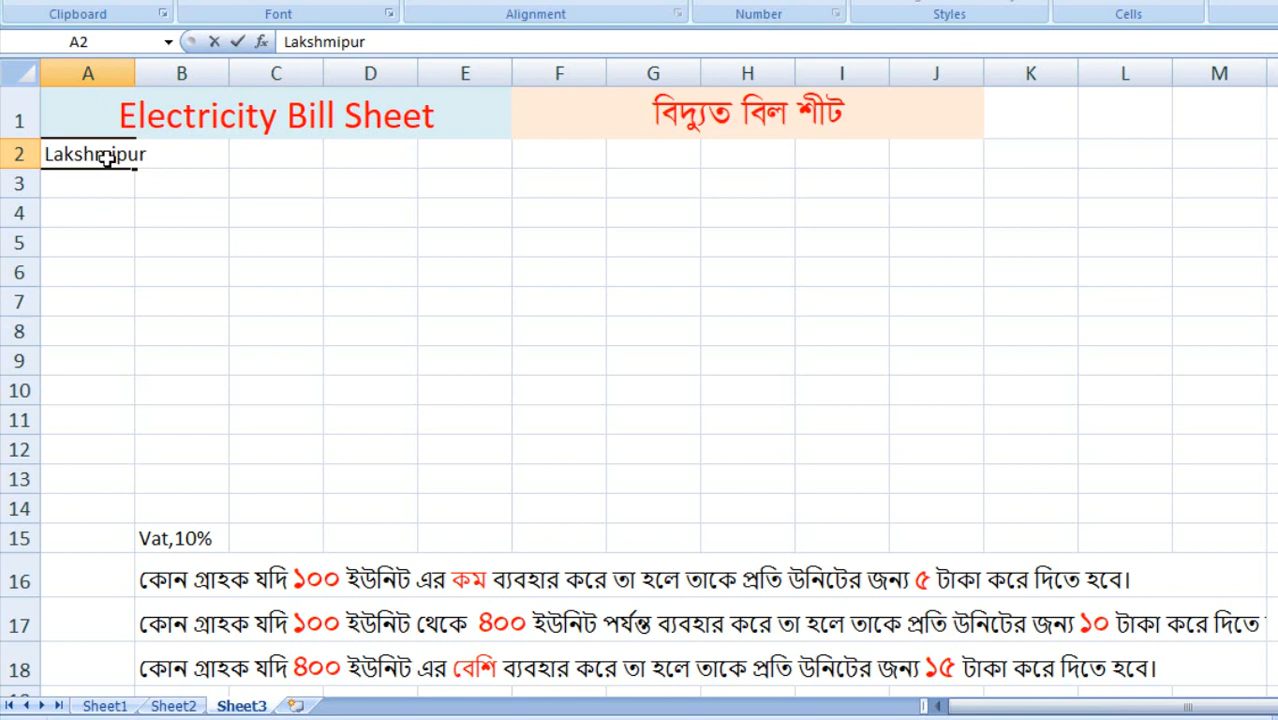 Clipboard Font Alignment Number Styles Cells
A2 fx Lakshmipur
A B C D E F G H I J K L M
1 Electricity Bill Sheet বিদ্যুত বিল শীট
2 Lakshmipur
3
4
5
6
7
8
9
10
11
12
13
14
15 Vat,10%
16 কোন গ্রাহক যদি ১০০ ইউনিট এর কম ব্যবহার করে তা হলে তাকে প্রতি উনিটের জন্য ৫ টাকা করে দিতে হবে।
17 কোন গ্রাহক যদি ১০০ ইউনিট থেকে ৪০০ ইউনিট পর্যন্ত ব্যবহার করে তা হলে তাকে প্রতি উনিটের জন্য ১০ টাকা করে দিতে
18 কোন গ্রাহক যদি ৪০০ ইউনিট এর বেশি ব্যবহার করে তা হলে তাকে প্রতি উনিটের জন্য ১৫ টাকা করে দিতে হবে।
Sheet1 Sheet2 Sheet3